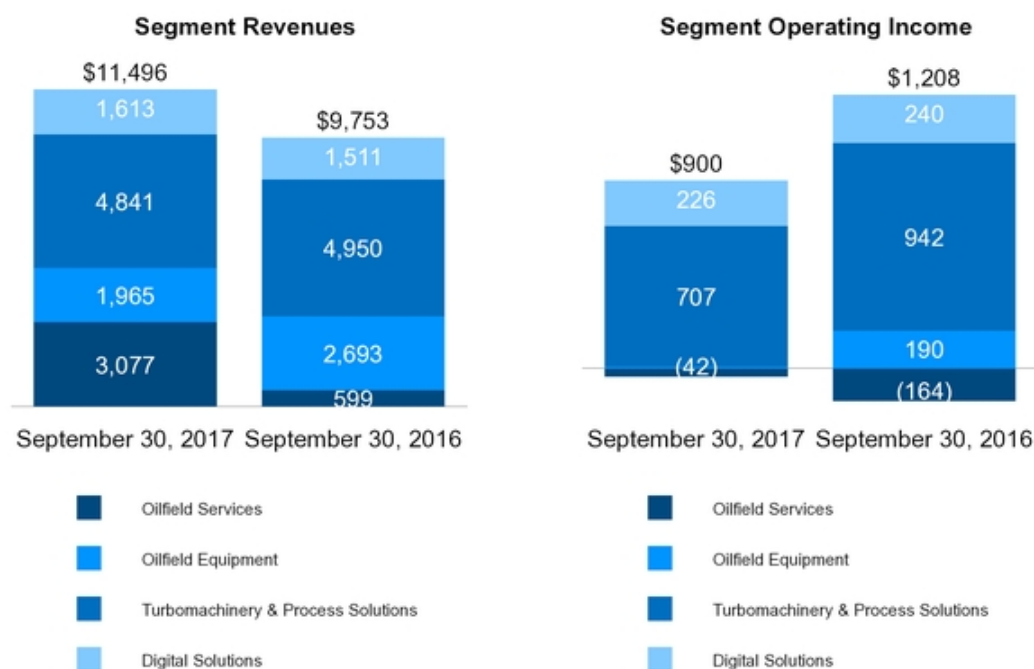 Segment Revenues
$11,496
1,613
4,841
1,965
3,077
$9,753
1,511
4,950
2,693
599
September 30, 2017 September 30, 2016
Oilfield Services
Oilfield Equipment
Turbomachinery & Process Solutions
Digital Solutions
Segment Operating Income
$900
226
707
(42)
$1,208
240
942
190
(164)
September 30, 2017 September 30, 2016
Oilfield Services
Oilfield Equipment
Turbomachinery & Process Solutions
Digital Solutions